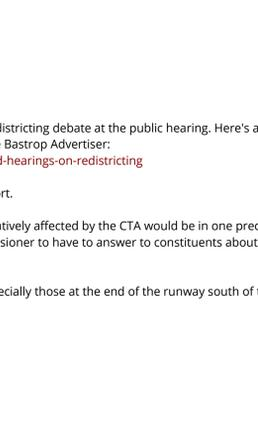 districting debate at the public hearing. Here's a
Bastrop Advertiser:
d-hearings-on-redistricting
rt.
atively affected by the CTA would be in one
sioner to have to answer to constituents about
ecially those at the end of the runway south of